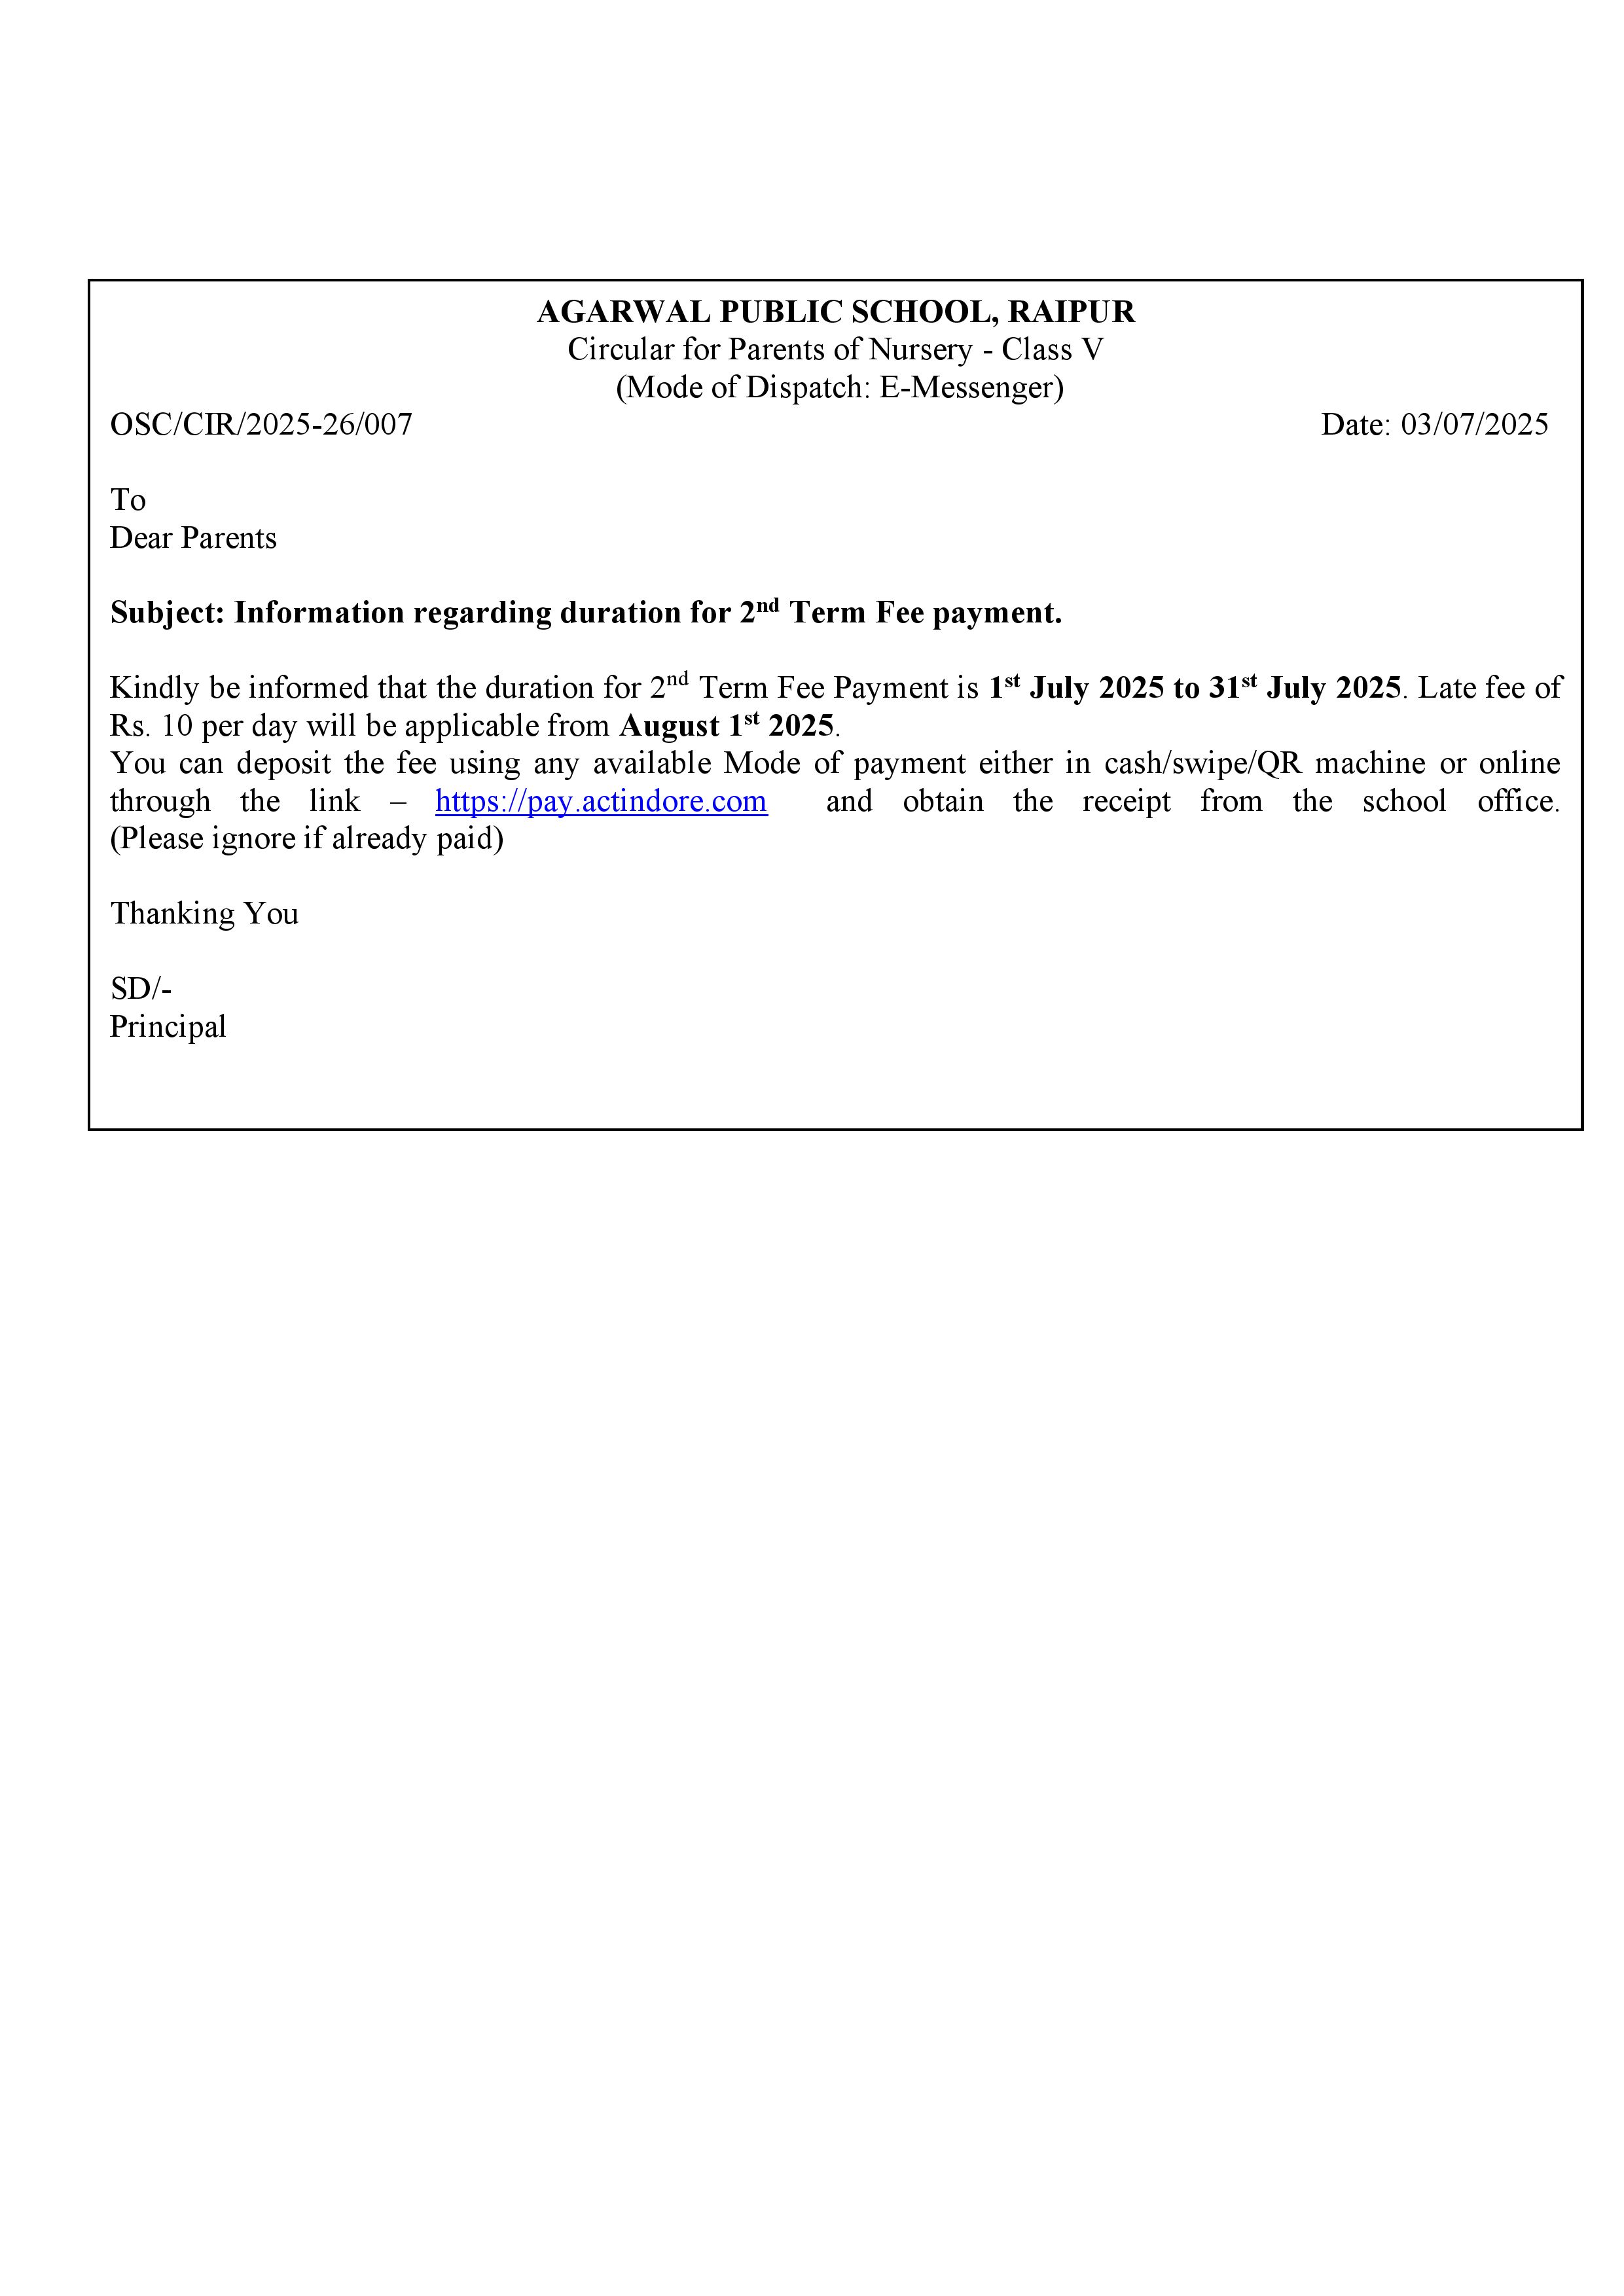 AGARWAL PUBLIC SCHOOL, RAIPUR
Circular for Parents of Nursery - Class V
(Mode of Dispatch: E-Messenger)
OSC/CIR/2025-26/007 Date: 03/07/2025
To
Dear Parents
Subject: Information regarding duration for 2nd Term Fee payment.
Kindly be informed that the duration for 2nd Term Fee Payment is 1st July 2025 to 31st July 2025. Late fee of
Rs. 10 per day will be applicable from August 1st 2025.
You can deposit the fee using any available Mode of payment either in cash/swipe/QR machine or online
through the link – https://pay.actindore.com and obtain the receipt from the school office.
(Please ignore if already paid)
Thanking You
SD/-
Principal